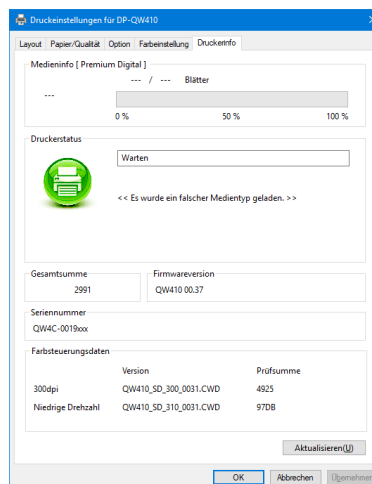 Druckeinstellungen für DP-QW410
Layout Papier/Qualität Option Farbeinstellung Druckerinfo
Medieninfo [ Premium Digital ]
--- / --- Blätter
---
0 % 50 % 100 %
Druckerstatus
Warten
<< Es wurde ein falscher Medientyp geladen. >>
Gesamtsumme Firmwareversion
2991 QW410 00.37
Seriennummer
QW4C-0019xxx
Farbsteuerungsdaten
Version Prüfsumme
300dpi QW410_SD_300_0031.CWD 4925
Niedrige Drehzahl QW410_SD_310_0031.CWD 97DB
Aktualisieren(U)
OK Abbrechen Übernehmen